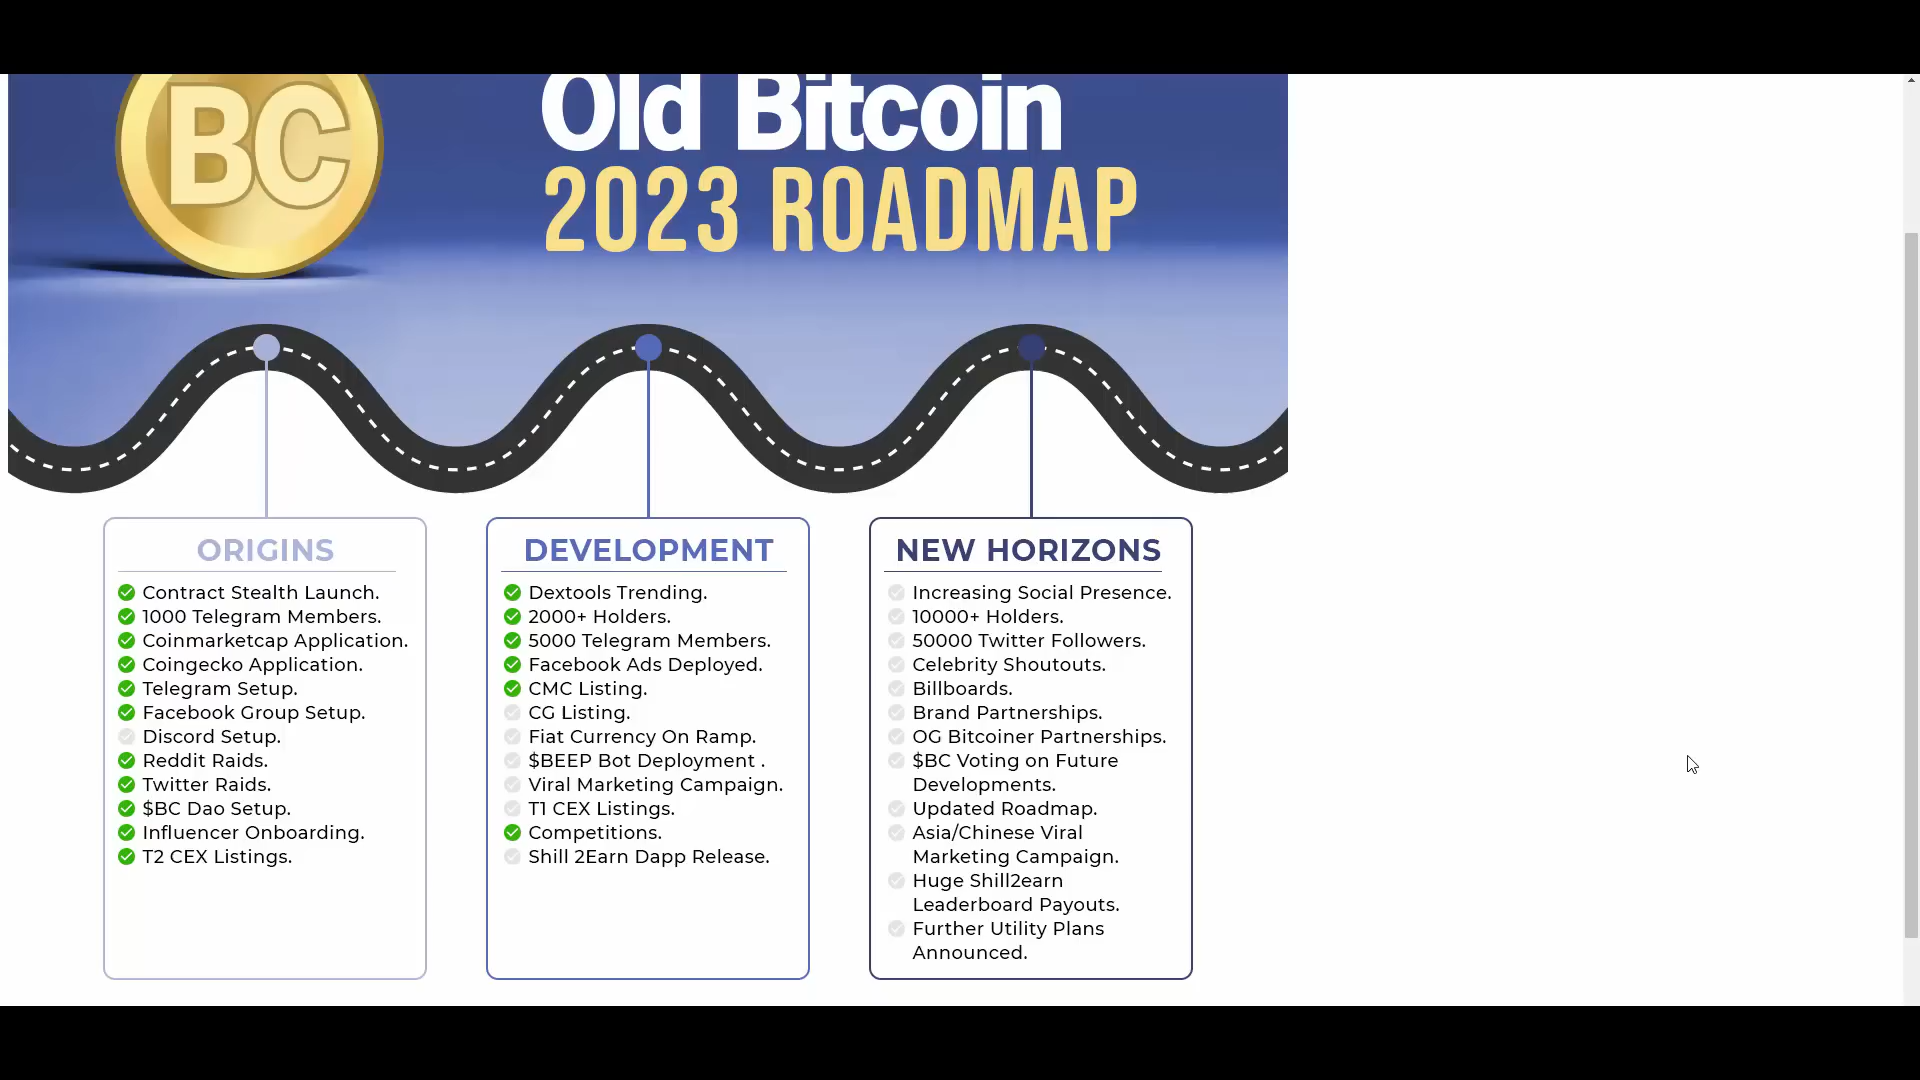 BC
Old Bitcoin
2023 ROADMAP
ORIGINS
Contract Stealth Launch.
1000 Telegram Members.
Coinmarketcap Application.
Coingecko Application.
Telegram Setup.
Facebook Group Setup.
Discord Setup.
Reddit Raids.
Twitter Raids.
$BC Dao Setup.
Influencer Onboarding.
T2 CEX Listings.
DEVELOPMENT
Dextools Trending.
2000+ Holders.
5000 Telegram Members.
Facebook Ads Deployed.
CMC Listing.
CG Listing.
Fiat Currency On Ramp.
$BEEP Bot Deployment .
Viral Marketing Campaign.
T1 CEX Listings.
Competitions.
Shill 2Earn Dapp Release.
NEW HORIZONS
Increasing Social Presence.
10000+ Holders.
50000 Twitter Followers.
Celebrity Shoutouts.
Billboards.
Brand Partnerships.
OG Bitcoiner Partnerships.
$BC Voting on Future
Developments.
Updated Roadmap.
Asia/Chinese Viral
Marketing Campaign.
Huge Shill2earn
Leaderboard Payouts.
Further Utility Plans
Announced.